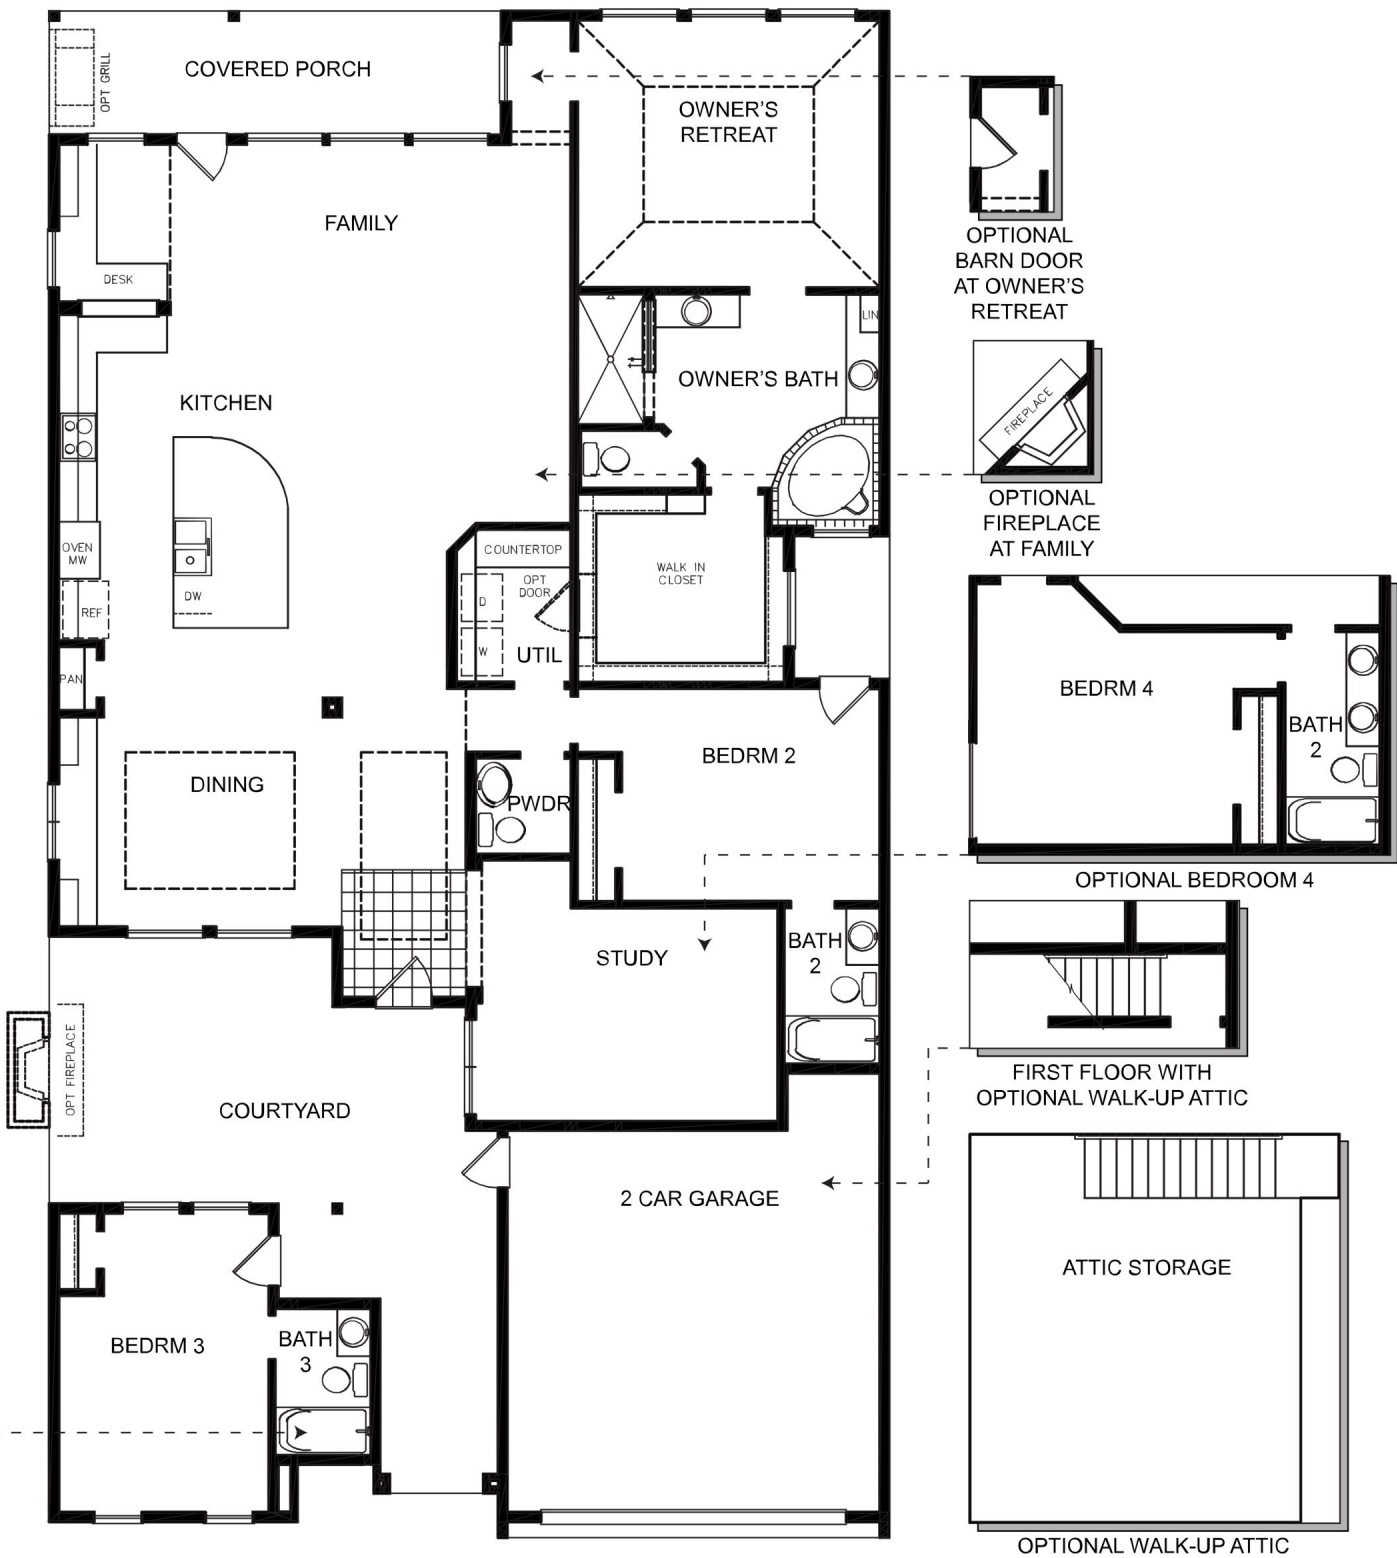 COVERED PORCH
OPT GRILL
OWNER'S
RETREAT
FAMILY
DESK
LIN
OWNER'S BATH
KITCHEN
OVEN
MW
REF
DW
PAN
COUNTERTOP
OPT
DOOR
D
W
UTIL
WALK IN
CLOSET
BEDRM 2
DINING
PWDR
STUDY
BATH
2
OPT FIREPLACE
COURTYARD
2 CAR GARAGE
BEDRM 3
BATH
3
OPTIONAL
BARN DOOR
AT OWNER'S
RETREAT
FIREPLACE
OPTIONAL
FIREPLACE
AT FAMILY
BEDRM 4
BATH
2
OPTIONAL BEDROOM 4
FIRST FLOOR WITH
OPTIONAL WALK-UP ATTIC
ATTIC STORAGE
OPTIONAL WALK-UP ATTIC